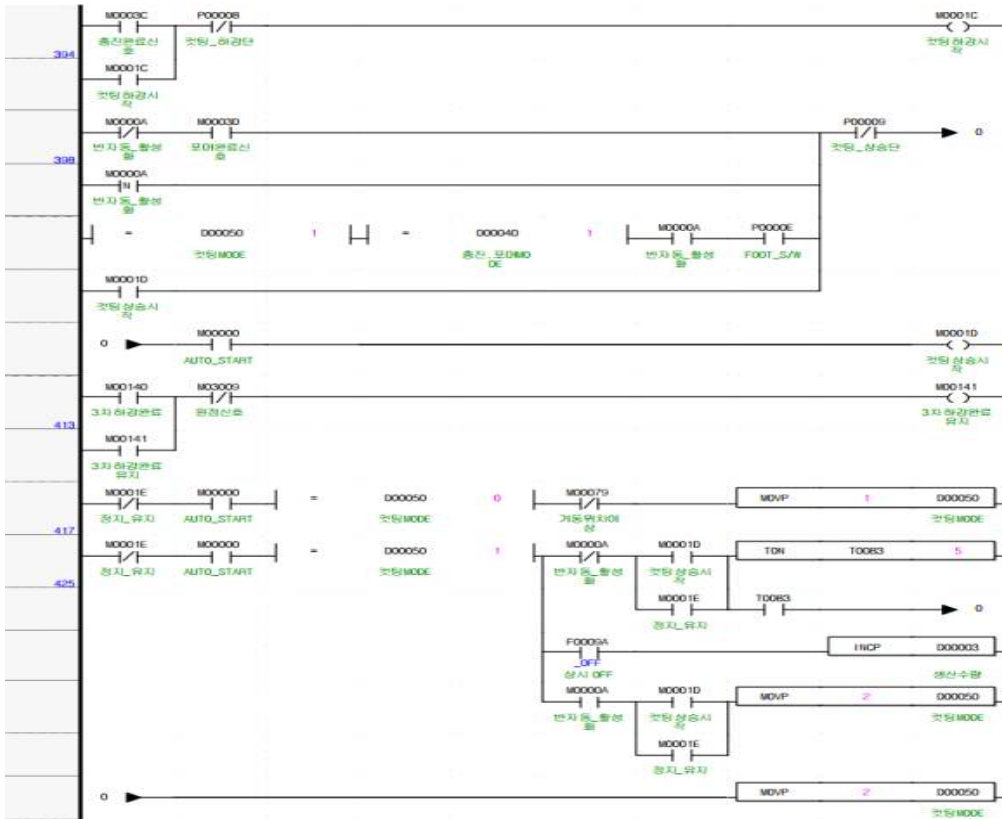 M0003C P00008 M0001C
충진완료신호 컷팅_하강단 컷팅하강시작
394
M0001C
컷팅하강시작
M0000A M0003D P00009 0
반자동_활성화 포머완료신호 컷팅_상승단
398
M0000A
N
반자동_활성화
= D00050 1 = D00040 1 M0000A P0000E
컷팅MODE 반자동_활성화 FOOT_S/W
M0001D
컷팅상승시작
0 M00000 M0001D
AUTO_START 컷팅상승시작
M00140 M03009 M00141
3차하강완료 원점신호 3차하강완료유지
413
M00141
3차하강완료유지
M0001E M00000 = D00050 0 M00079 MOVP 1 D00050
정지_유지 AUTO_START 컷팅MODE 기동위치이상 컷팅MODE
417
M0001E M00000 = D00050 1 M0000A M0001D TON T00B3 5
정지_유지 AUTO_START 컷팅MODE 반자동_활성화 컷팅상승시작
425
M0001E T00B3 0
정지_유지
F0009A INCP D00003
_OFF
상시OFF 생산수량
M0000A M0001D MOVP 2 D00050
반자동_활성화 컷팅상승시작 컷팅MODE
M0001E
정지_유지
0 MOVP 2 D00050
컷팅MODE